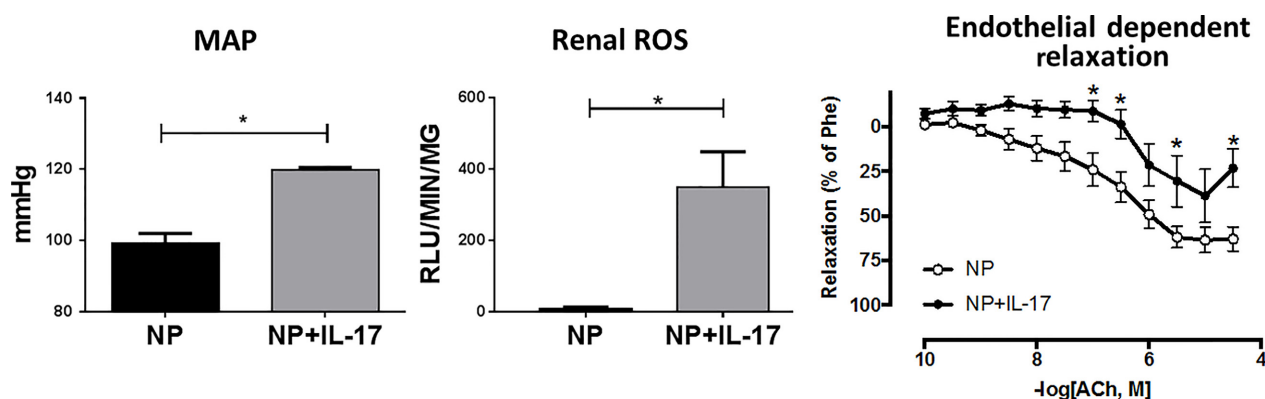 MAP
140
120
100
80
mmHg
*
NP
NP+IL-17
Renal ROS
600
400
200
0
RLU/MIN/MG
*
NP
NP+IL-17
Endothelial dependent
relaxation
* * * *
0
25
50
75
100
Relaxation (% of Phe)
NP
NP+IL-17
10 8 6 4
-log[ACh, M]